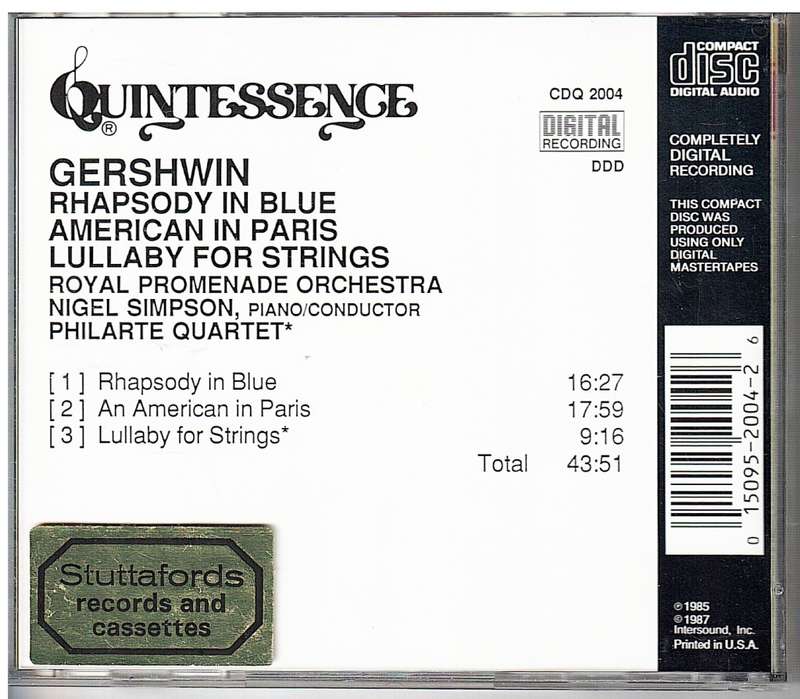 QUINTESSENCE
®
CDQ 2004
DIGITAL
RECORDING
DDD
GERSHWIN
RHAPSODY IN BLUE
AMERICAN IN PARIS
LULLABY FOR STRINGS
ROYAL PROMENADE ORCHESTRA
NIGEL SIMPSON, PIANO/CONDUCTOR
PHILARTE QUARTET*
[1] Rhapsody in Blue 16:27
[2] An American in Paris 17:59
[3] Lullaby for Strings* 9:16
Total 43:51
Stuttafords
records and
cassettes
COMPACT
disc
DIGITAL AUDIO
COMPLETELY
DIGITAL
RECORDING
THIS COMPACT
DISC WAS
PRODUCED
USING ONLY
DIGITAL
MASTERTAPES
0 15095-2004-2 6
℗1985
©1987
Intersound, Inc.
Printed in U.S.A.